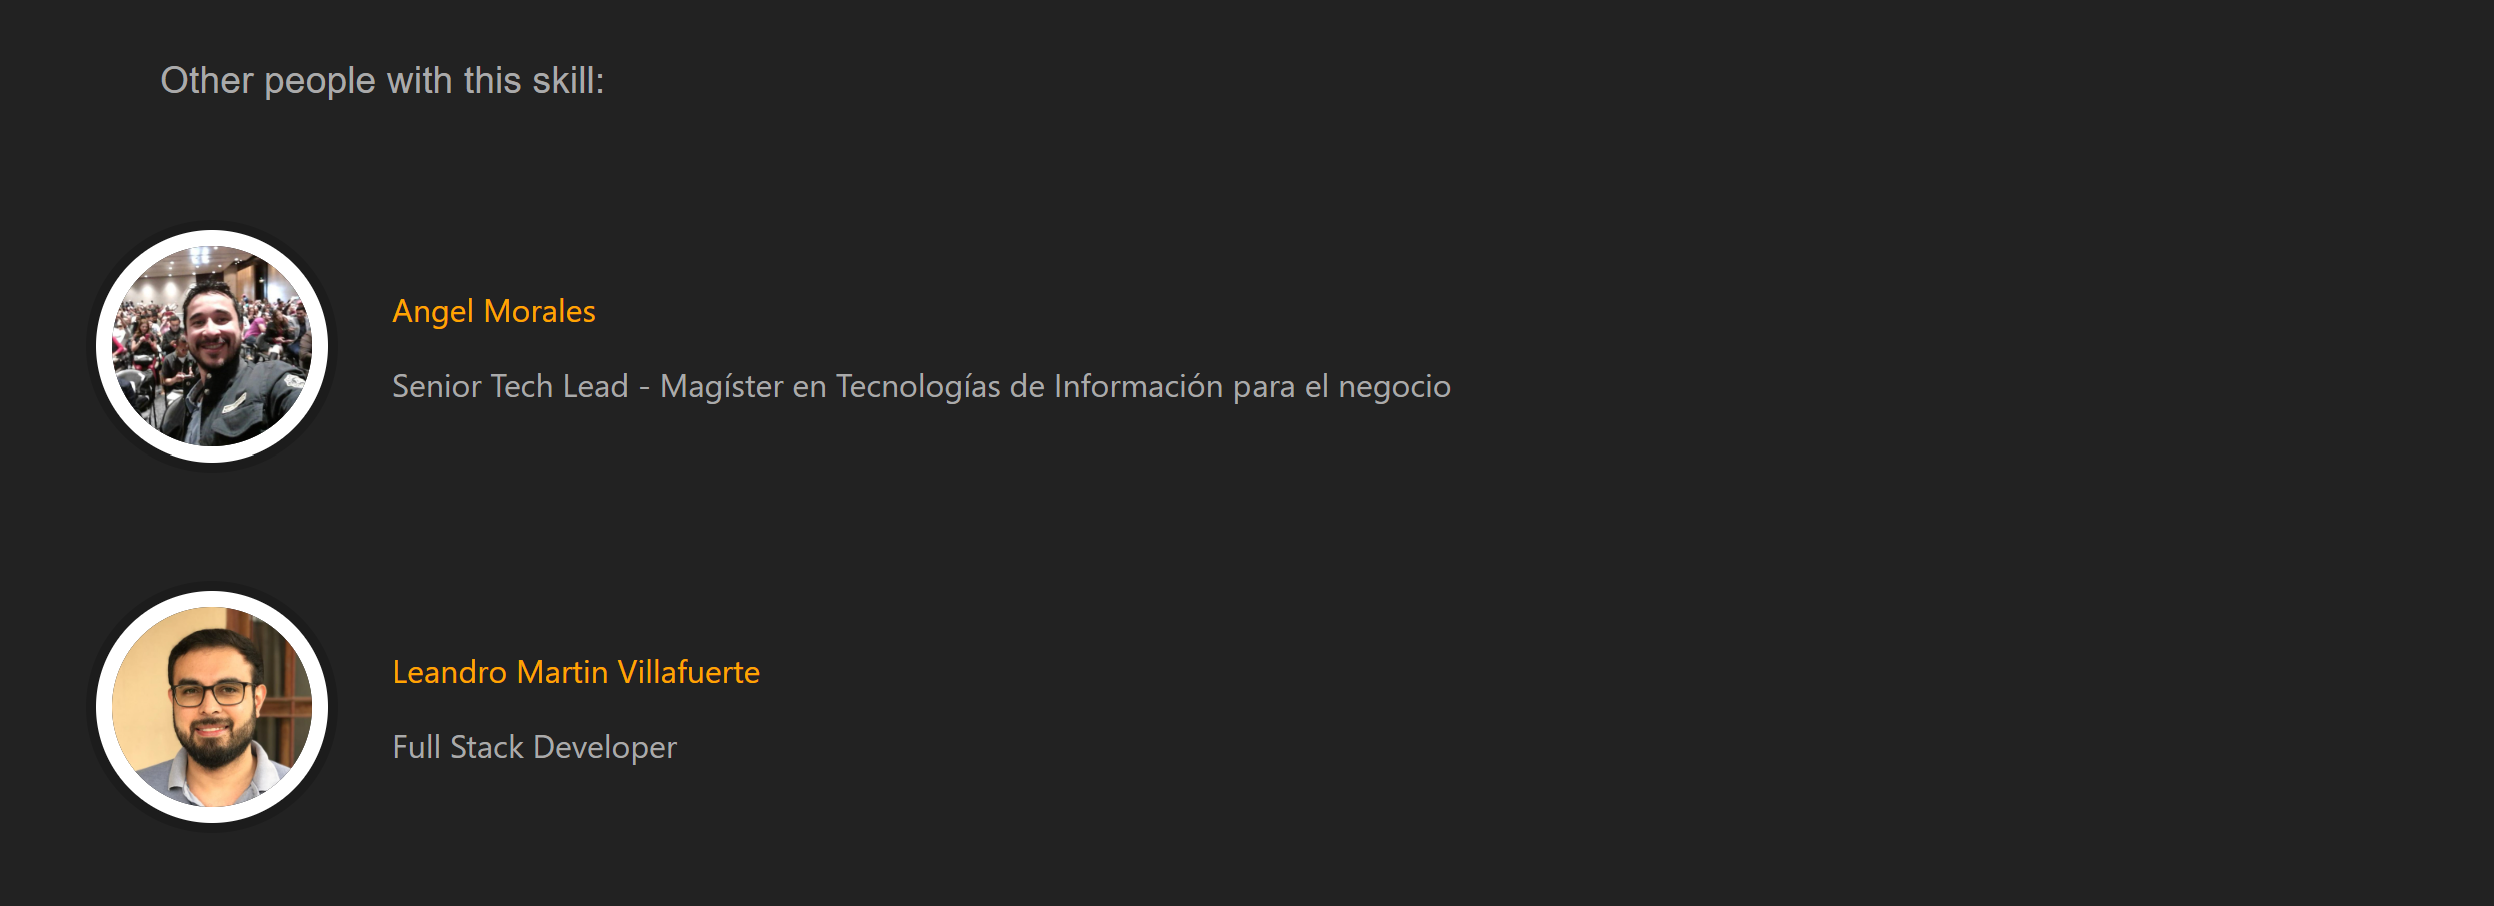 Other people with this skill:
Angel Morales
Senior Tech Lead - Magíster en Tecnologías de Información para el negocio
Leandro Martin Villafuerte
Full Stack Developer